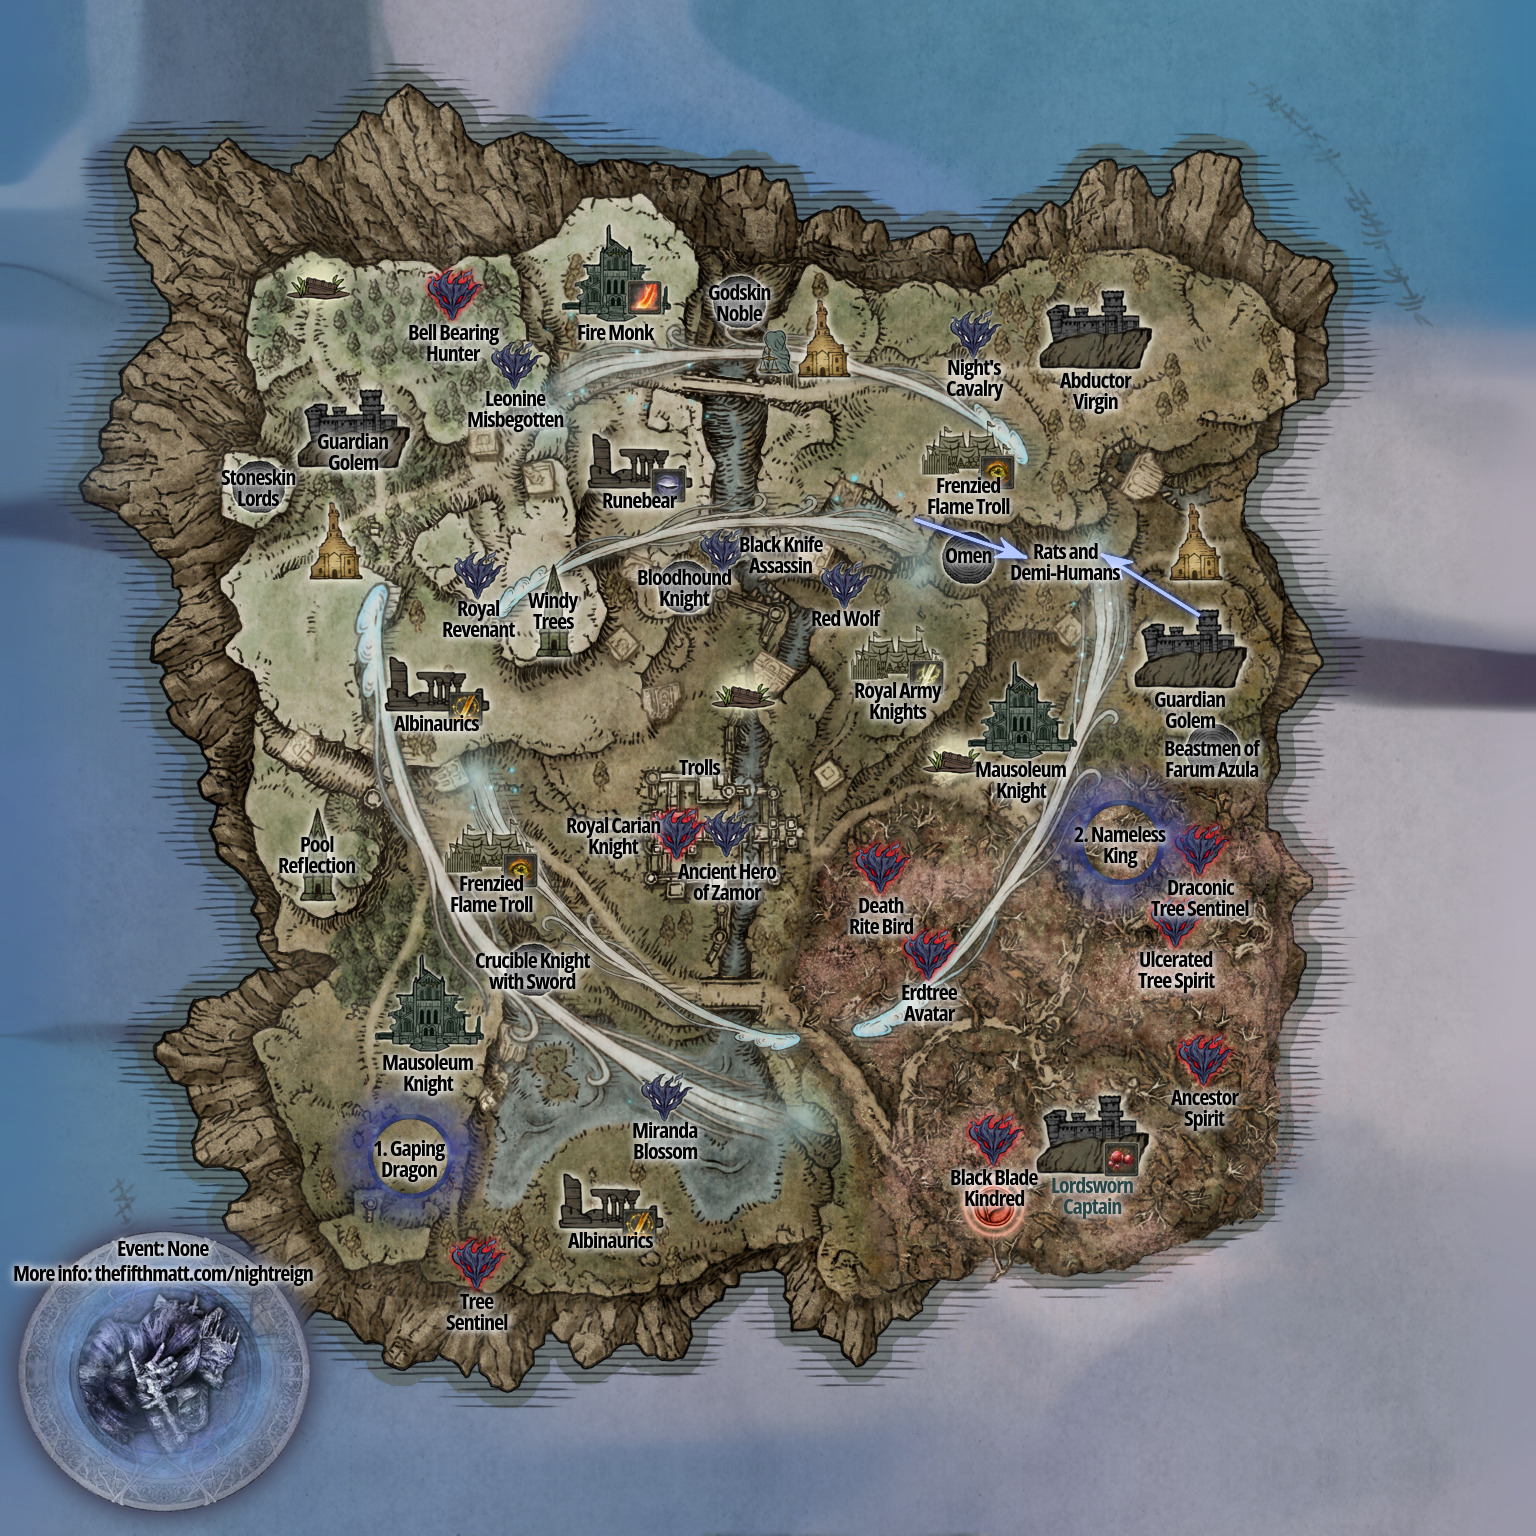 Godskin
Noble
Bell Bearing
Hunter
Fire Monk
Leonine
Misbegotten
Night's
Cavalry
Abductor
Virgin
Guardian
Golem
Stoneskin
Lords
Runebear
Frenzied
Flame Troll
Black Knife
Assassin
Omen
Rats and
Demi-Humans
Bloodhound
Knight
Royal
Revenant
Windy
Trees
Red Wolf
Albinaurics
Royal Army
Knights
Guardian
Golem
Beastmen of
Farum Azula
Mausoleum
Knight
Trolls
Royal Carian
Knight
Ancient Hero
of Zamor
2. Nameless
King
Pool
Reflection
Frenzied
Flame Troll
Death
Rite Bird
Draconic
Tree Sentinel
Crucible Knight
with Sword
Ulcerated
Tree Spirit
Erdtree
Avatar
Mausoleum
Knight
Ancestor
Spirit
1. Gaping
Dragon
Miranda
Blossom
Black Blade
Kindred
Lordsworn
Captain
Albinaurics
Event: None
More info: thefifthmatt.com/nightreign
Tree
Sentinel